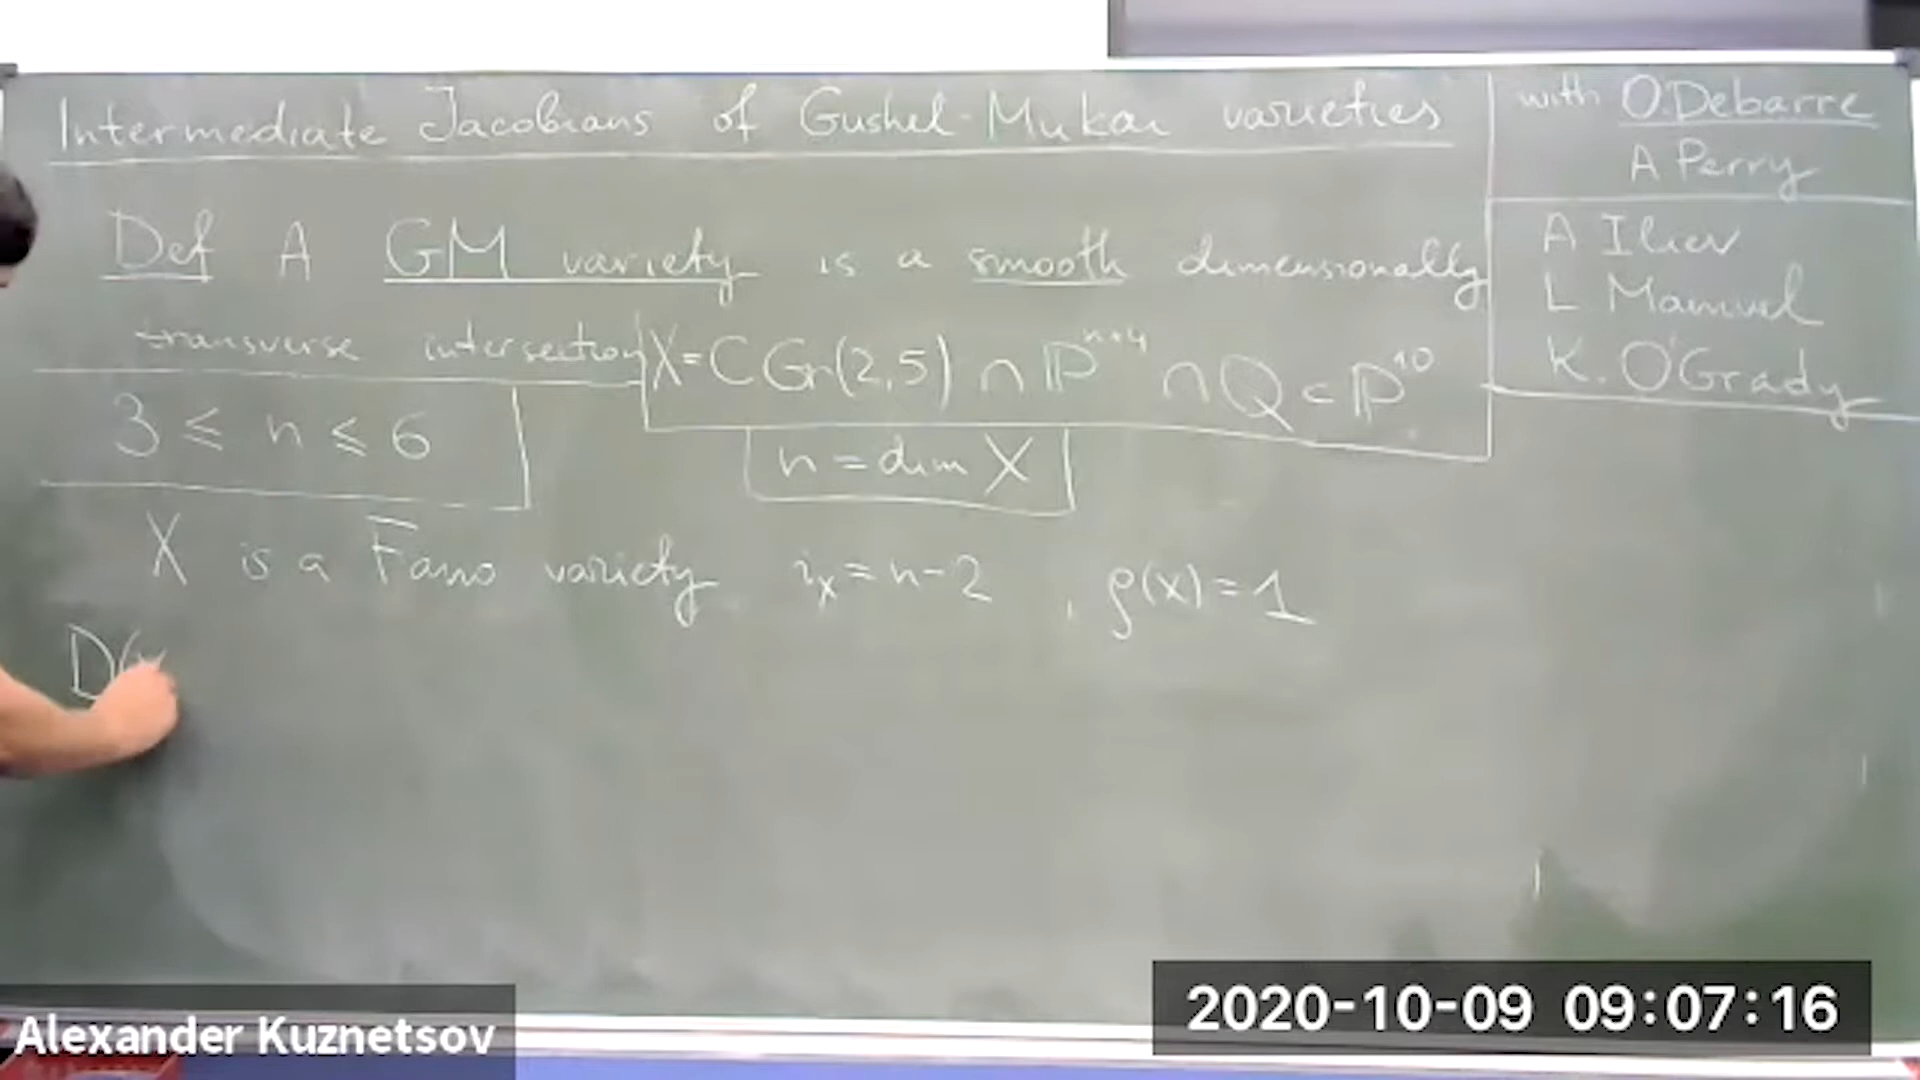 Intermediate Jacobians of Gushel-Mukai varieties
with O.Debarre
A Perry
A Iliev
L Manivel
K. O'Grady
Def A GM variety is a smooth dimensionally
transverse intersection X=CGr(2,5) ∩ ℙ^{n+4} ∩ Q ⊂ ℙ^{10}
3 ≤ n ≤ 6
n = dim X
X is a Fano variety i_X = n-2, ρ(X)=1
D(
Alexander Kuznetsov
2020-10-09 09:07:16